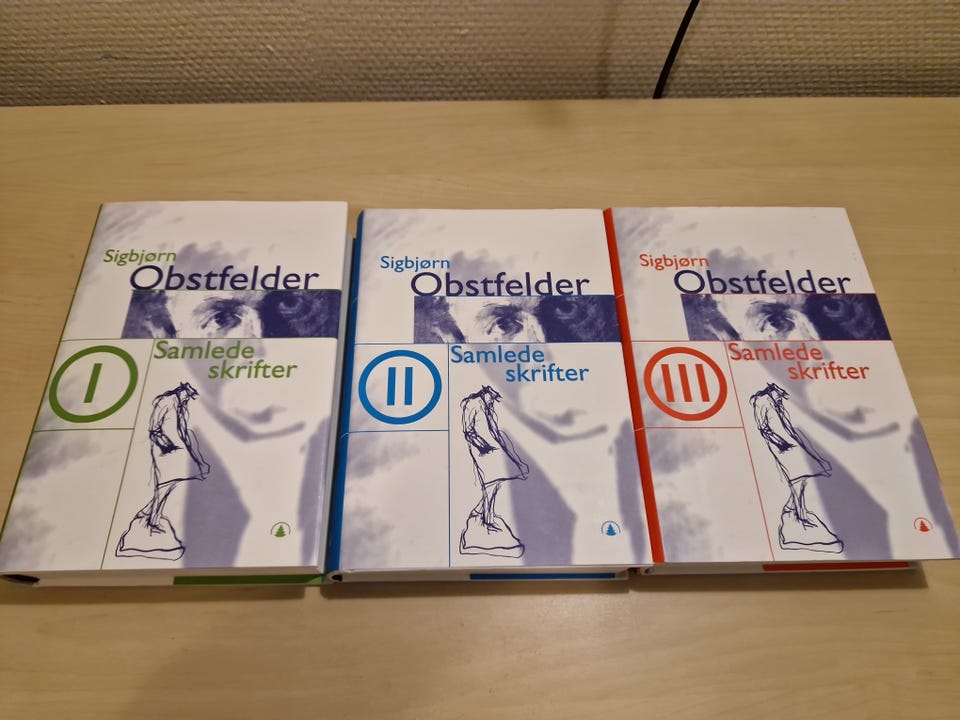 Sigbjørn
Obstfelder
I
Samlede
skrifter
Sigbjørn
Obstfelder
II
Samlede
skrifter
Sigbjørn
Obstfelder
III
Samlede
skrifter